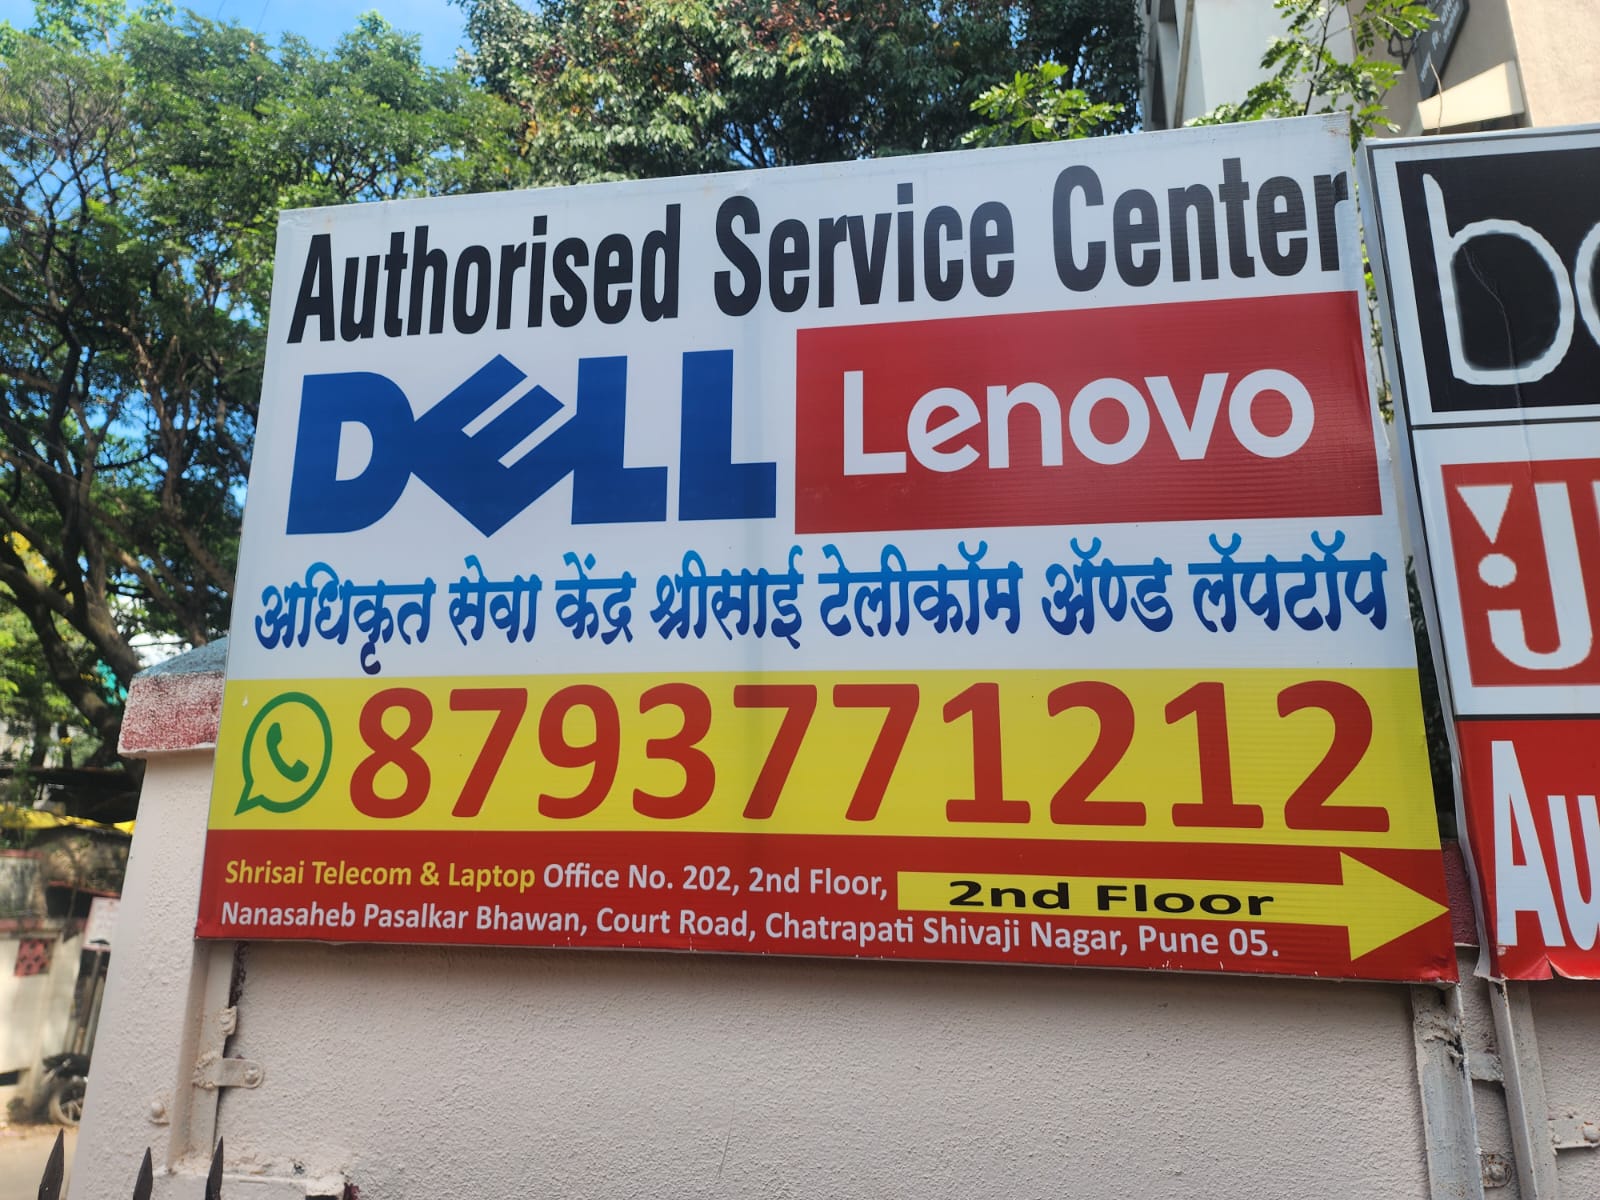 Authorised Service Center
DELL Lenovo
अधिकृत सेवा केंद्र श्रीसाई टेलीकॉम ॲण्ड लॅपटॉप
8793771212
Shrisai Telecom & Laptop Office No. 202, 2nd Floor,
2nd Floor
Nanasaheb Pasalkar Bhawan, Court Road, Chatrapati Shivaji Nagar, Pune 05.